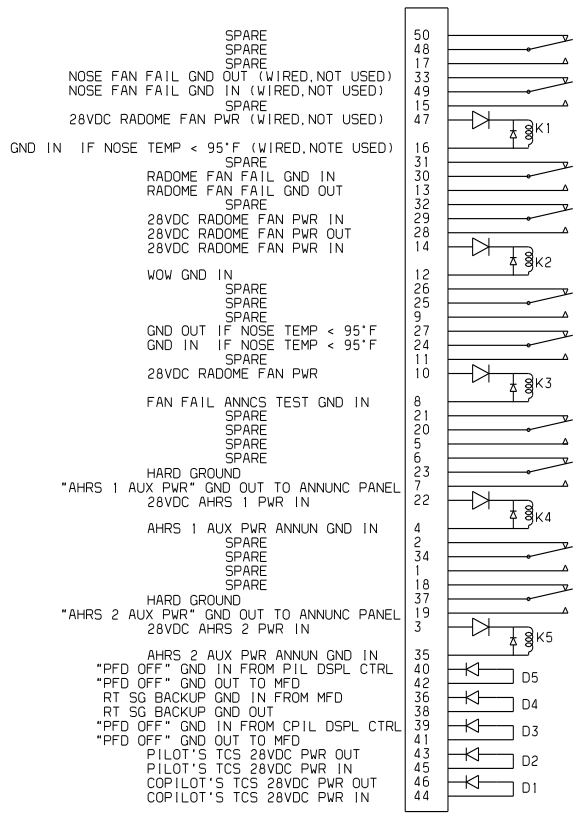 SPARE 50
SPARE 48
SPARE 17
NOSE FAN FAIL GND OUT (WIRED,NOT USED) 33
NOSE FAN FAIL GND IN (WIRED,NOT USED) 49
SPARE 15
28VDC RADOME FAN PWR (WIRED,NOT USED) 47
K1
GND IN IF NOSE TEMP < 95°F (WIRED,NOTE USED) 16
SPARE 31
RADOME FAN FAIL GND IN 30
RADOME FAN FAIL GND OUT 13
SPARE 32
28VDC RADOME FAN PWR IN 29
28VDC RADOME FAN PWR OUT 28
28VDC RADOME FAN PWR IN 14
K2
WOW GND IN 12
SPARE 26
SPARE 25
SPARE 9
GND OUT IF NOSE TEMP < 95°F 27
GND IN IF NOSE TEMP < 95°F 24
SPARE 11
28VDC RADOME FAN PWR 10
K3
FAN FAIL ANNCS TEST GND IN 8
SPARE 21
SPARE 20
SPARE 5
SPARE 6
HARD GROUND 23
"AHRS 1 AUX PWR" GND OUT TO ANNUNC PANEL 7
28VDC AHRS 1 PWR IN 22
K4
AHRS 1 AUX PWR ANNUN GND IN 4
SPARE 2
SPARE 34
SPARE 1
SPARE 18
HARD GROUND 37
"AHRS 2 AUX PWR" GND OUT TO ANNUNC PANEL 19
28VDC AHRS 2 PWR IN 3
K5
AHRS 2 AUX PWR ANNUN GND IN 35
"PFD OFF" GND IN FROM PIL DSPL CTRL 40
D5
"PFD OFF" GND OUT TO MFD 42
RT SG BACKUP GND IN FROM MFD 36
D4
RT SG BACKUP GND OUT 38
"PFD OFF" GND IN FROM CPIL DSPL CTRL 39
D3
"PFD OFF" GND OUT TO MFD 41
PILOT'S TCS 28VDC PWR OUT 43
D2
PILOT'S TCS 28VDC PWR IN 45
COPILOT'S TCS 28VDC PWR OUT 46
D1
COPILOT'S TCS 28VDC PWR IN 44